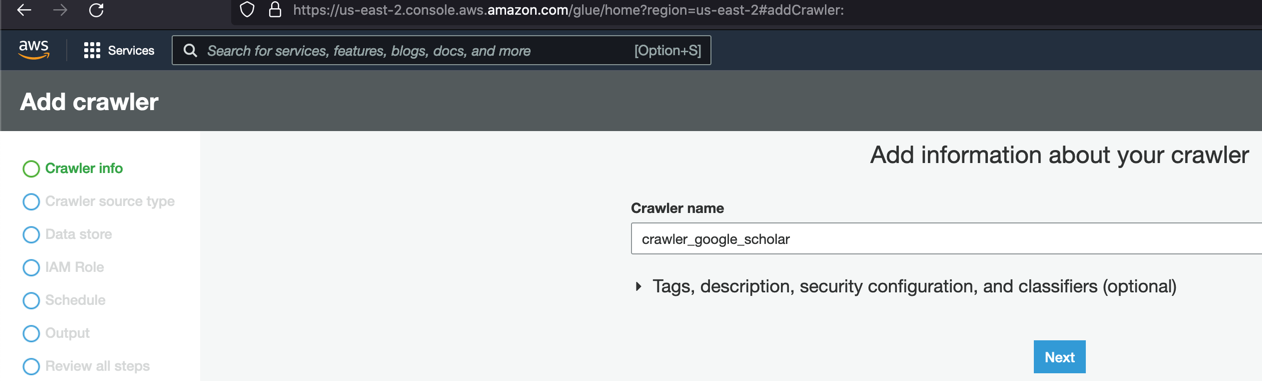 https://us-east-2.console.aws.amazon.com/glue/home?region=us-east-2#addCrawler:
aws Services Search for services, features, blogs, docs, and more [Option+S]
Add crawler
Add information about your crawler
Crawler info
Crawler source type
Data store
IAM Role
Schedule
Output
Review all steps
Crawler name
crawler_google_scholar
Tags, description, security configuration, and classifiers (optional)
Next